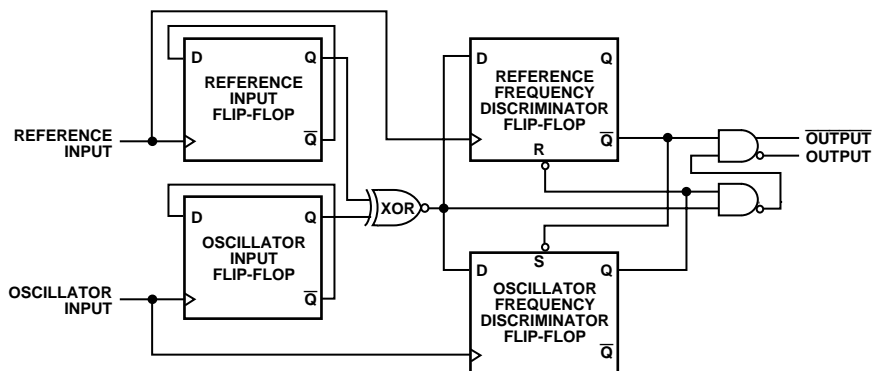 D
Q
REFERENCE
INPUT
FLIP-FLOP
Q
REFERENCE
INPUT
D
Q
REFERENCE
FREQUENCY
DISCRIMINATOR
FLIP-FLOP
Q
R
OUTPUT
OUTPUT
XOR
D
Q
OSCILLATOR
INPUT
FLIP-FLOP
Q
OSCILLATOR
INPUT
S
D
Q
OSCILLATOR
FREQUENCY
DISCRIMINATOR
FLIP-FLOP
Q